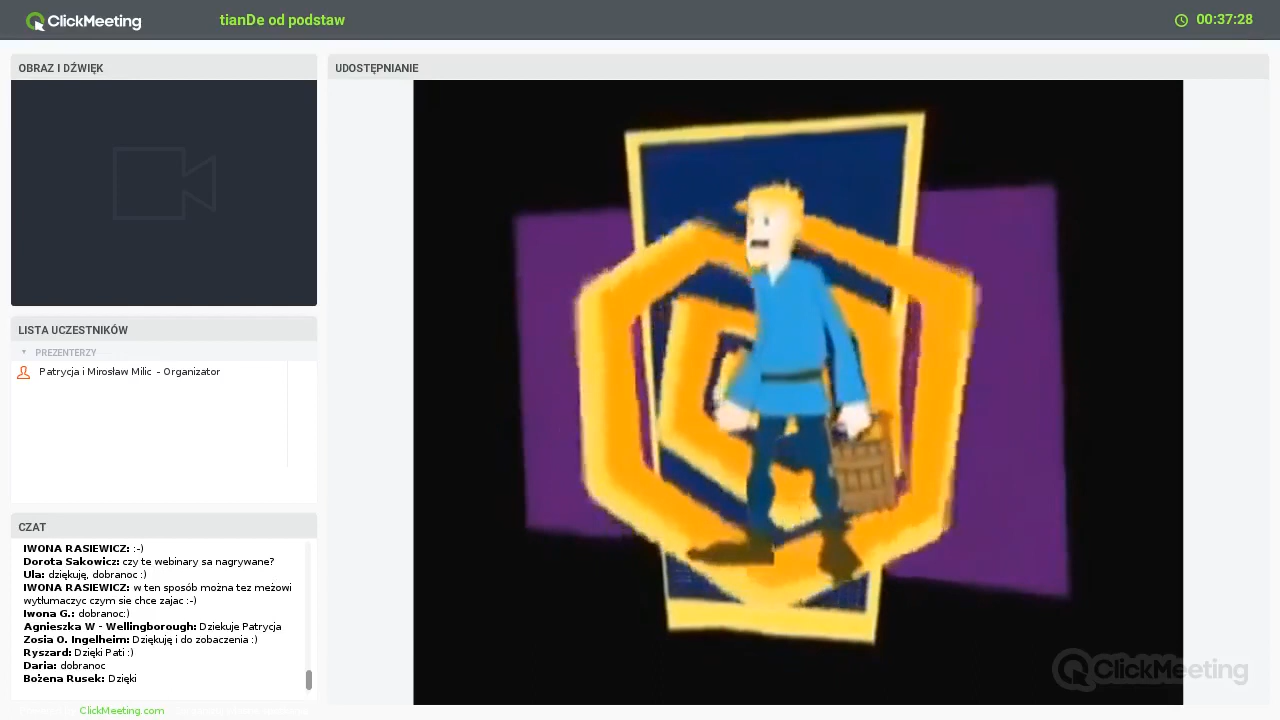 ClickMeeting
tianDe od podstaw
00:37:28
OBRAZ I DŹWIĘK
UDOSTĘPNIANIE
LISTA UCZESTNIKÓW
PREZENTERZY
Patrycja i Mirosław Milic - Organizator
CZAT
IWONA RASIEWICZ: :-)
Dorota Sakowicz: czy te webinary sa nagrywane?
Ula: dziękuję, dobranoc :)
IWONA RASIEWICZ: w ten sposób można tez meżowi
wytłumaczyc czym sie chce zajac :-)
Iwona G.: dobranoc:)
Agnieszka W - Wellingborough: Dziekuje Patrycja
Zosia O. Ingelheim: Dziękuję i do zobaczenia :)
Ryszard: Dzięki Pati :)
Daria: dobranoc
Bożena Rusek: Dzięki
ClickMeeting.com
ClickMeeting